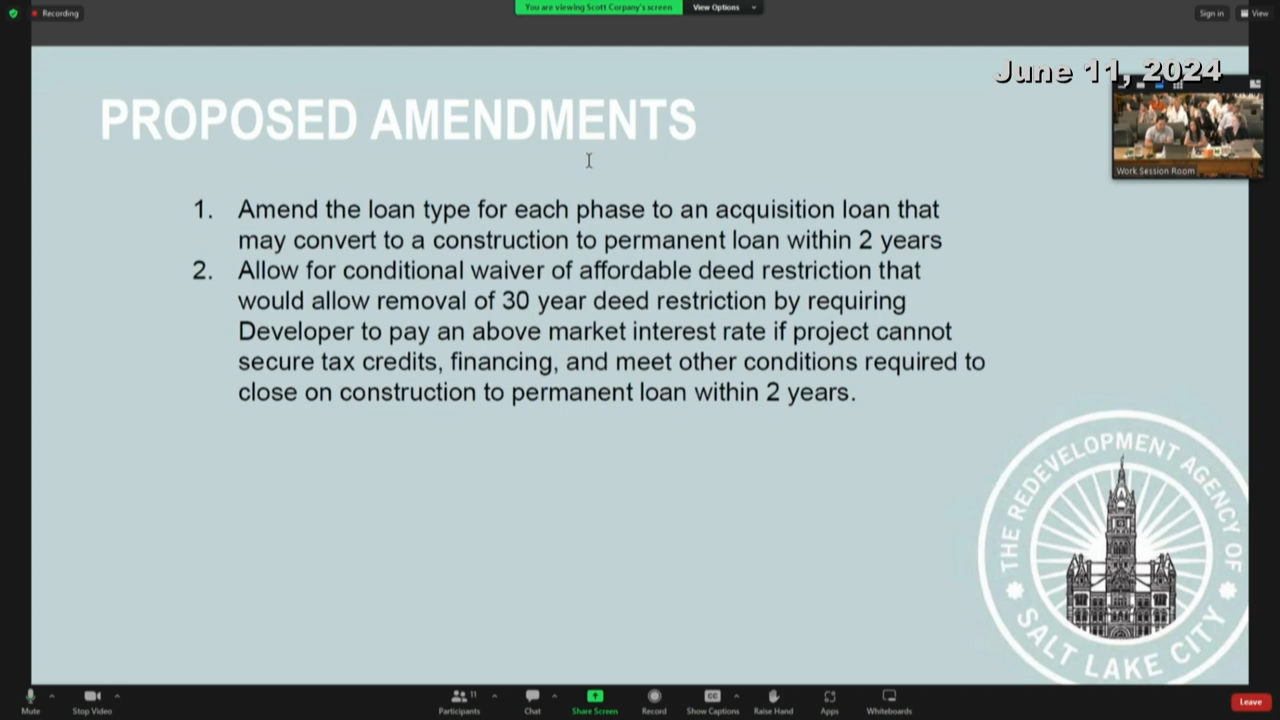 Recording
You are viewing Scott Corpany's screen
View Options
Sign in
View
June 11, 2024
PROPOSED AMENDMENTS
Work Session Room
1. Amend the loan type for each phase to an acquisition loan that
may convert to a construction to permanent loan within 2 years
2. Allow for conditional waiver of affordable deed restriction that
would allow removal of 30 year deed restriction by requiring
Developer to pay an above market interest rate if project cannot
secure tax credits, financing, and meet other conditions required to
close on construction to permanent loan within 2 years.
THE REDEVELOPMENT AGENCY OF
SALT LAKE CITY
Mute
Stop Video
Participants
11
Chat
Share Screen
Record
CC
Show Captions
Raise Hand
Apps
Whiteboards
Leave